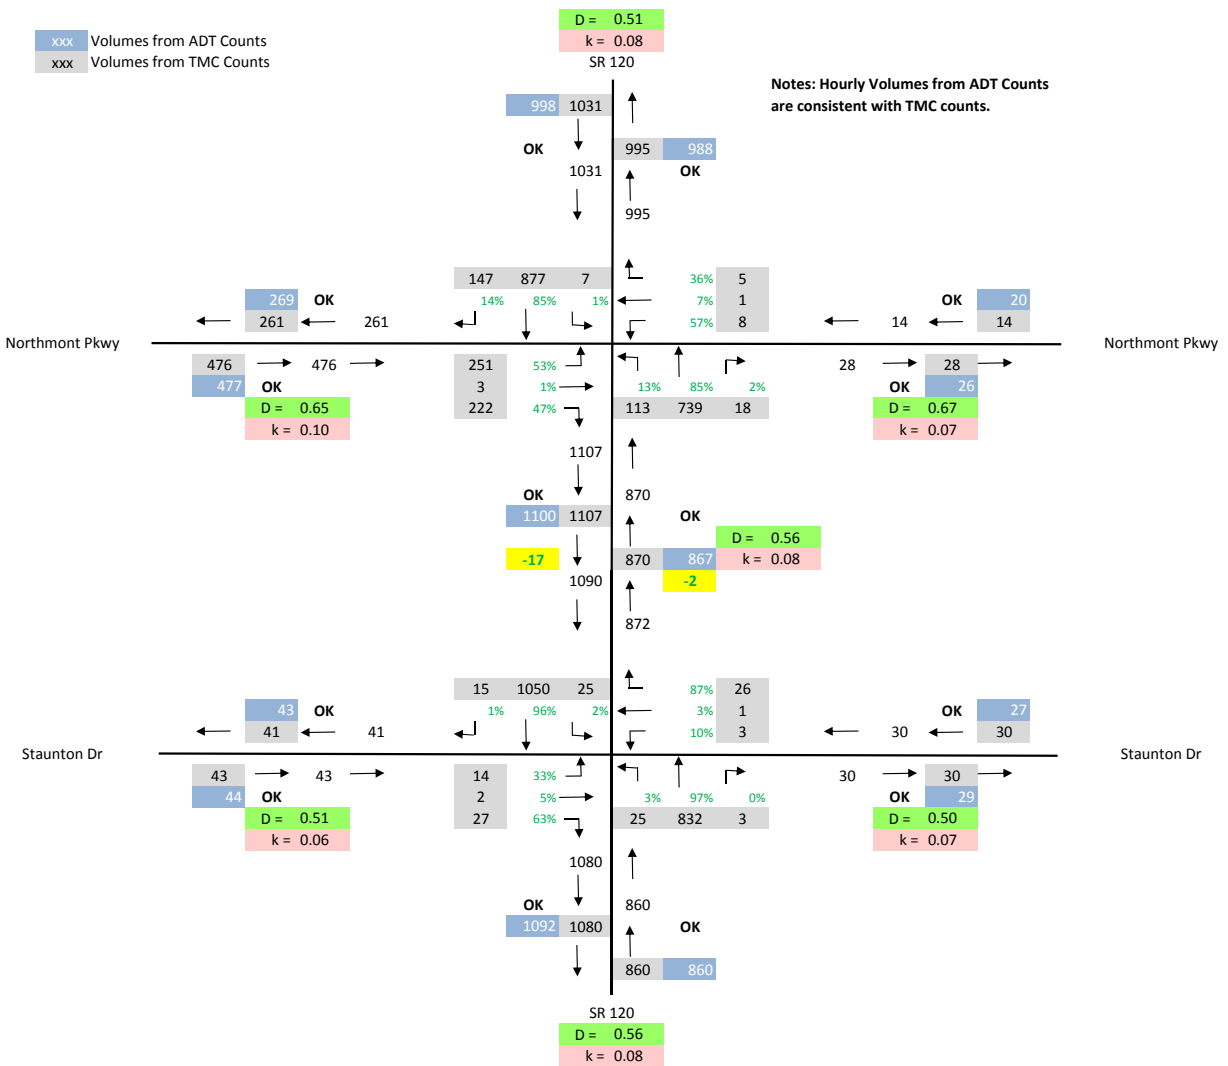 D = 0.51
k = 0.08
SR 120
xxx Volumes from ADT Counts
xxx Volumes from TMC Counts
Notes: Hourly Volumes from ADT Counts
are consistent with TMC counts.
998 1031
OK
995 988
1031
OK
995
147 877 7
36% 5
269 OK
14% 85% 1%
7% 1
OK 20
261 261
57% 8
14 14
Northmont Pkwy
Northmont Pkwy
476 476
251 53%
28 28
477 OK
3 1%
13% 85% 2%
OK 26
D = 0.65
222 47%
113 739 18
D = 0.67
k = 0.10
k = 0.07
1107
OK
870
1100 1107
OK
D = 0.56
-17
870 867
k = 0.08
1090
-2
872
15 1050 25
87% 26
43 OK
1% 96% 2%
3% 1
OK 27
41 41
10% 3
30 30
Staunton Dr
Staunton Dr
43 43
14 33%
30 30
44 OK
2 5%
3% 97% 0%
OK 29
D = 0.51
27 63%
25 832 3
D = 0.50
k = 0.06
k = 0.07
1080
OK
860
1092 1080
OK
860 860
SR 120
D = 0.56
k = 0.08